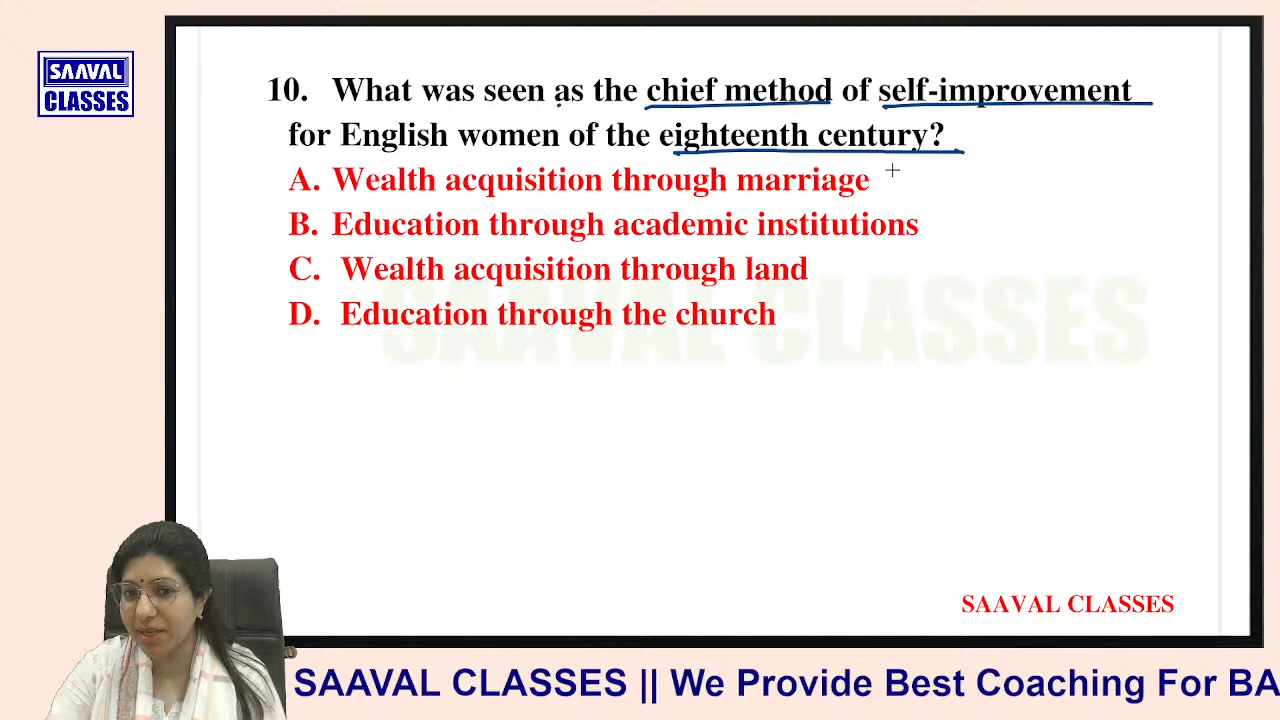 SAAVAL
CLASSES
10. What was seen as the chief method of self-improvement
for English women of the eighteenth century?
A. Wealth acquisition through marriage
B. Education through academic institutions
C. Wealth acquisition through land
D. Education through the church
SAAVAL CLASSES
SAAVAL CLASSES
SAAVAL CLASSES || We Provide Best Coaching For BA